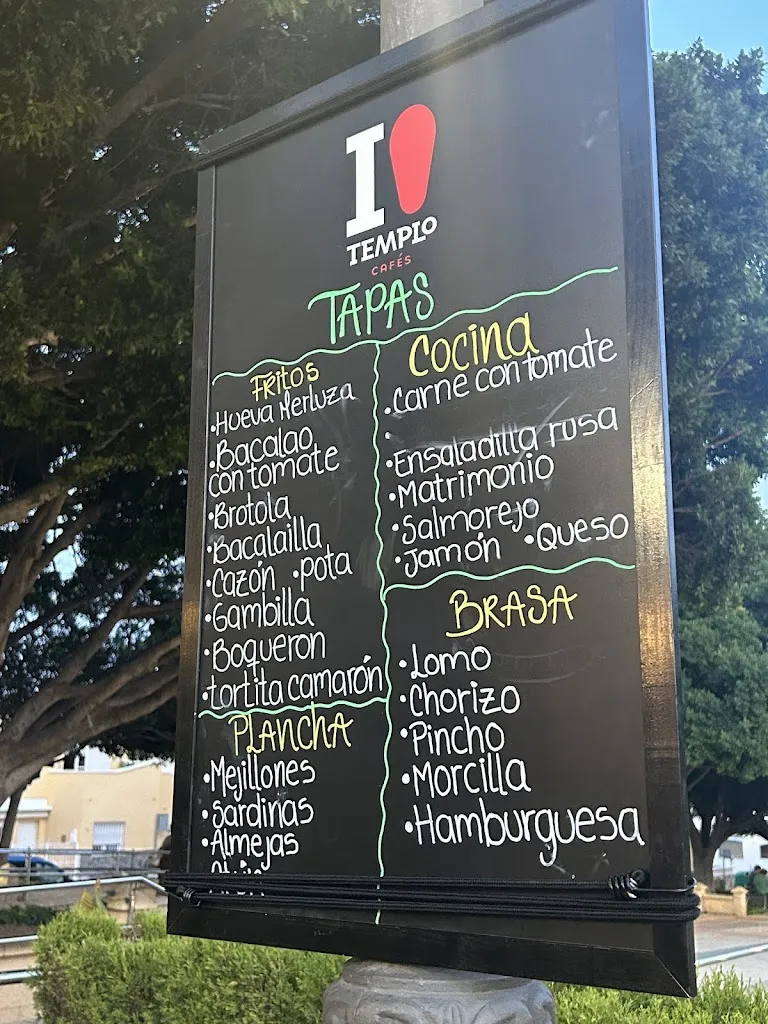 I
TEMPLO
CAFÉS
TAPAS
Fritos
•Hueva Merluza
•Bacalao
con tomate
•Brotola
•Bacalailla
•Cazón •pota
•Gambilla
•Boqueron
•tortita camarón
PLANCHA
•Mejillones
•Sardinas
•Almejas
Cocina
•Carne con tomate
•
•Ensaladilla rusa
•Matrimonio
•Salmorejo
•Jamón •Queso
BRASA
•Lomo
•Chorizo
•Pincho
•Morcilla
•Hamburguesa